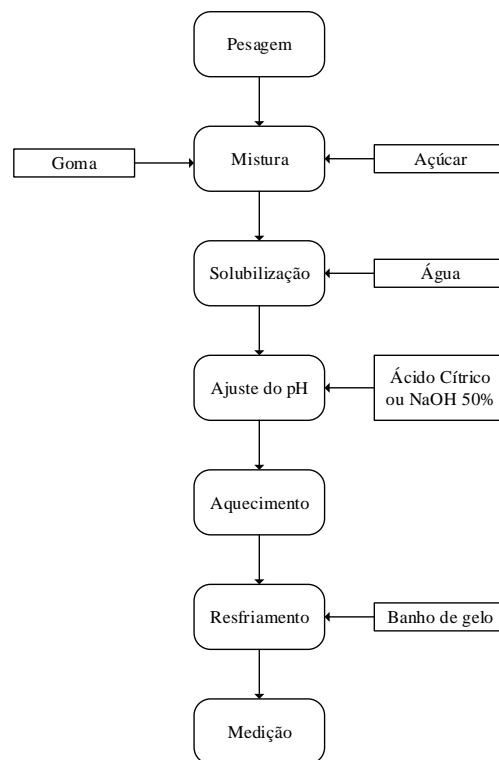 Pesagem
Goma
Mistura
Açúcar
Solubilização
Água
Ajuste do pH
Ácido Cítrico
ou NaOH 50%
Aquecimento
Resfriamento
Banho de gelo
Medição